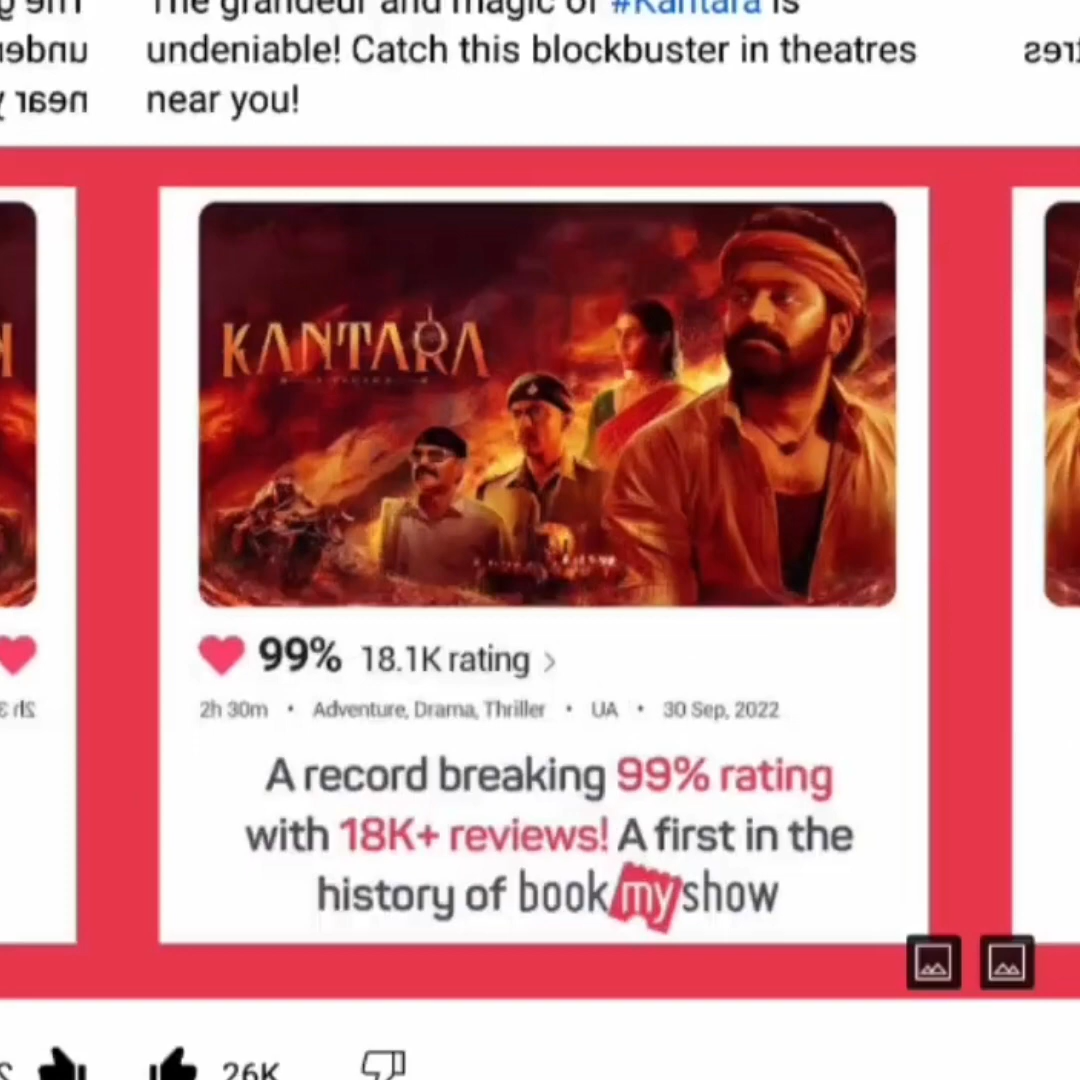 The grandeur and magic of #Kantara is
undeniable! Catch this blockbuster in theatres
near you!
KANTARA
99% 18.1K rating >
2h 30m • Adventure, Drama, Thriller • UA • 30 Sep, 2022
A record breaking 99% rating
with 18K+ reviews! A first in the
history of bookmyshow
26K